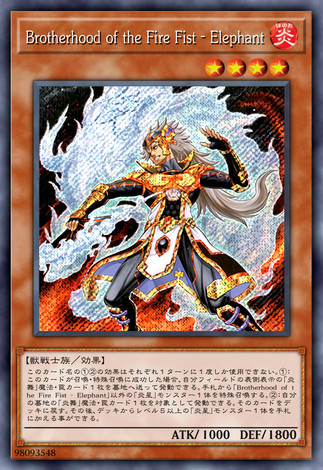 Brotherhood of the Fire Fist - Elephant
ほのお
炎
【獣戦士族／効果】
このカード名の①②の効果はそれぞれ１ターンに１度しか使用できない。①：
このカードが召喚・特殊召喚に成功した場合、自分フィールドの表側表示の「炎
舞」魔法・罠カード１枚を墓地へ送って発動できる。手札から「Brotherhood of t
he Fire Fist - Elephant」以外の「炎星」モンスター１体を特殊召喚する。②：自分
の墓地の「炎舞」魔法・罠カード１枚を対象として発動できる。そのカードをデ
ッキに戻す。その後、デッキからレベル５以上の「炎星」モンスター１体を手札
に加える事ができる。
ATK/ 1000 DEF/1800
98093548